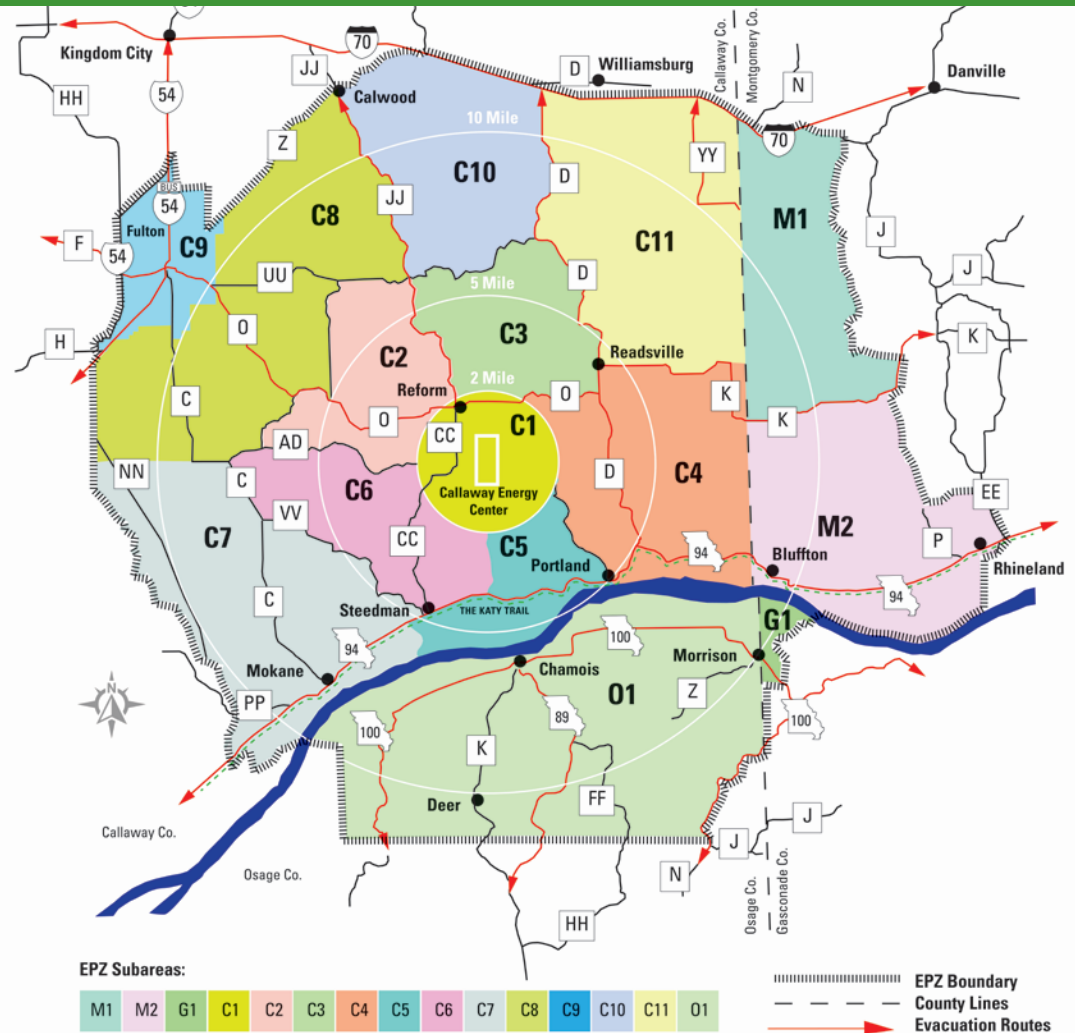 Kingdom City
70
JJ
D
Williamsburg
Callaway Co.
Montgomery Co.
N
Danville
HH
54
Calwood
10 Mile
70
Z
YY
C10
D
JJ
BUS
54
C8
M1
Fulton
C9
C11
J
F
54
UU
5 Mile
D
J
H
O
C3
K
C2
Readsville
2 Mile
Reform
O
K
C
O
C1
K
CC
AD
NN
C
C6
Callaway Energy
Center
D
C4
EE
VV
M2
C7
CC
C5
94
P
Portland
Bluffton
Rhineland
C
94
Steedman
THE KATY TRAIL
G1
94
100
Mokane
Chamois
Morrison
N
O1
Z
PP
89
100
100
K
FF
Deer
J
Callaway Co.
J
Osage Co.
N
HH
Osage Co.
Gasconade Co.
EPZ Subareas:
M1 M2 G1 C1 C2 C3 C4 C5 C6 C7 C8 C9 C10 C11 O1
EPZ Boundary
County Lines
Evacuation Routes